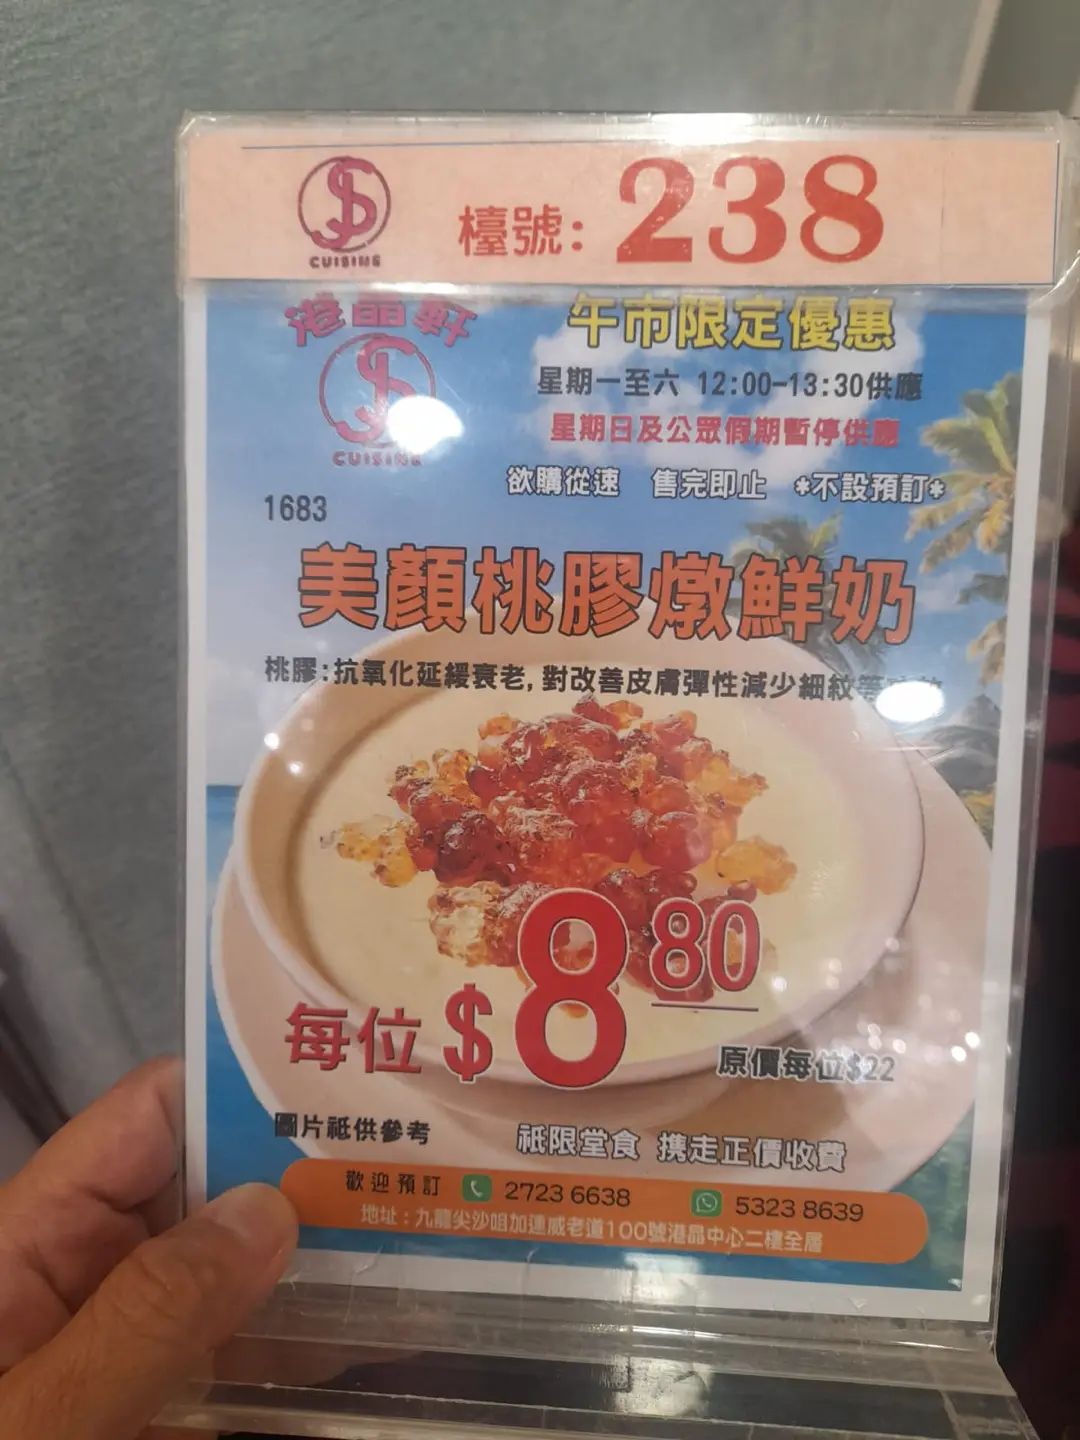 CUISINE
檯號: 238
港晶軒
CUISINE
午市限定優惠
星期一至六 12:00-13:30供應
星期日及公眾假期暫停供應
欲購從速 售完即止 *不設預訂*
1683
美顏桃膠燉鮮奶
桃膠:抗氧化延緩衰老,對改善皮膚彈性減少細紋等
每位$8.80
原價每位$22
圖片祗供參考
祗限堂食 携走正價收費
歡迎預訂 2723 6638 5323 8639
地址:九龍尖沙咀加連威老道100號港晶中心二樓全層